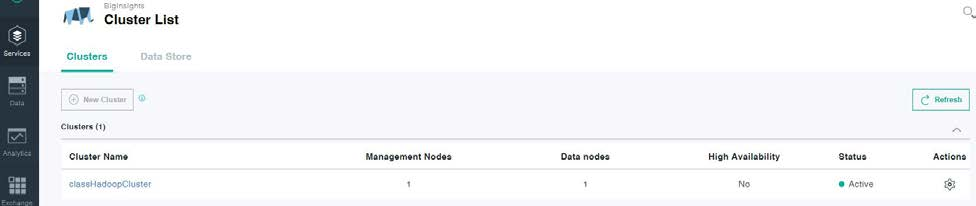 BigInsights
Cluster List
Services
Clusters
Data Store
Data
New Cluster
Refresh
Clusters (1)
Analytics
Cluster Name Management Nodes Data nodes High Availability Status Actions
classHadoopCluster 1 1 No Active
Exchange